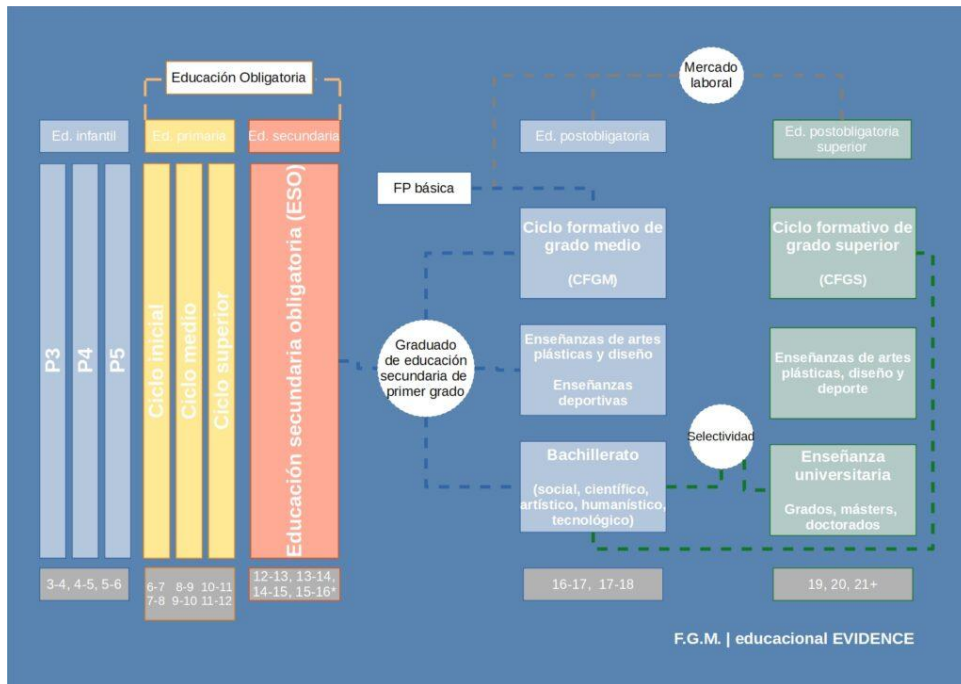 Educación Obligatoria
Mercado
laboral
Ed. infantil
Ed. primaria
Ed. secundaria
Ed. postobligatoria
Ed. postobligatoria
superior
P3
P4
P5
Ciclo inicial
Ciclo medio
Ciclo superior
Educación secundaria obligatoria (ESO)
FP básica
Graduado
de educación
secundaria de
primer grado
Ciclo formativo de
grado medio
(CFGM)
Enseñanzas de artes
plásticas y diseño
Enseñanzas
deportivas
Bachillerato
(social, científico,
artístico, humanístico,
tecnológico)
Selectividad
Ciclo formativo de
grado superior
(CFGS)
Enseñanzas de artes
plásticas, diseño y
deporte
Enseñanza
universitaria
Grados, másters,
doctorados
3-4, 4-5, 5-6
6-7 8-9 10-11
7-8 9-10 11-12
12-13, 13-14,
14-15, 15-16*
16-17, 17-18
19, 20, 21+
F.G.M. | educacional EVIDENCE